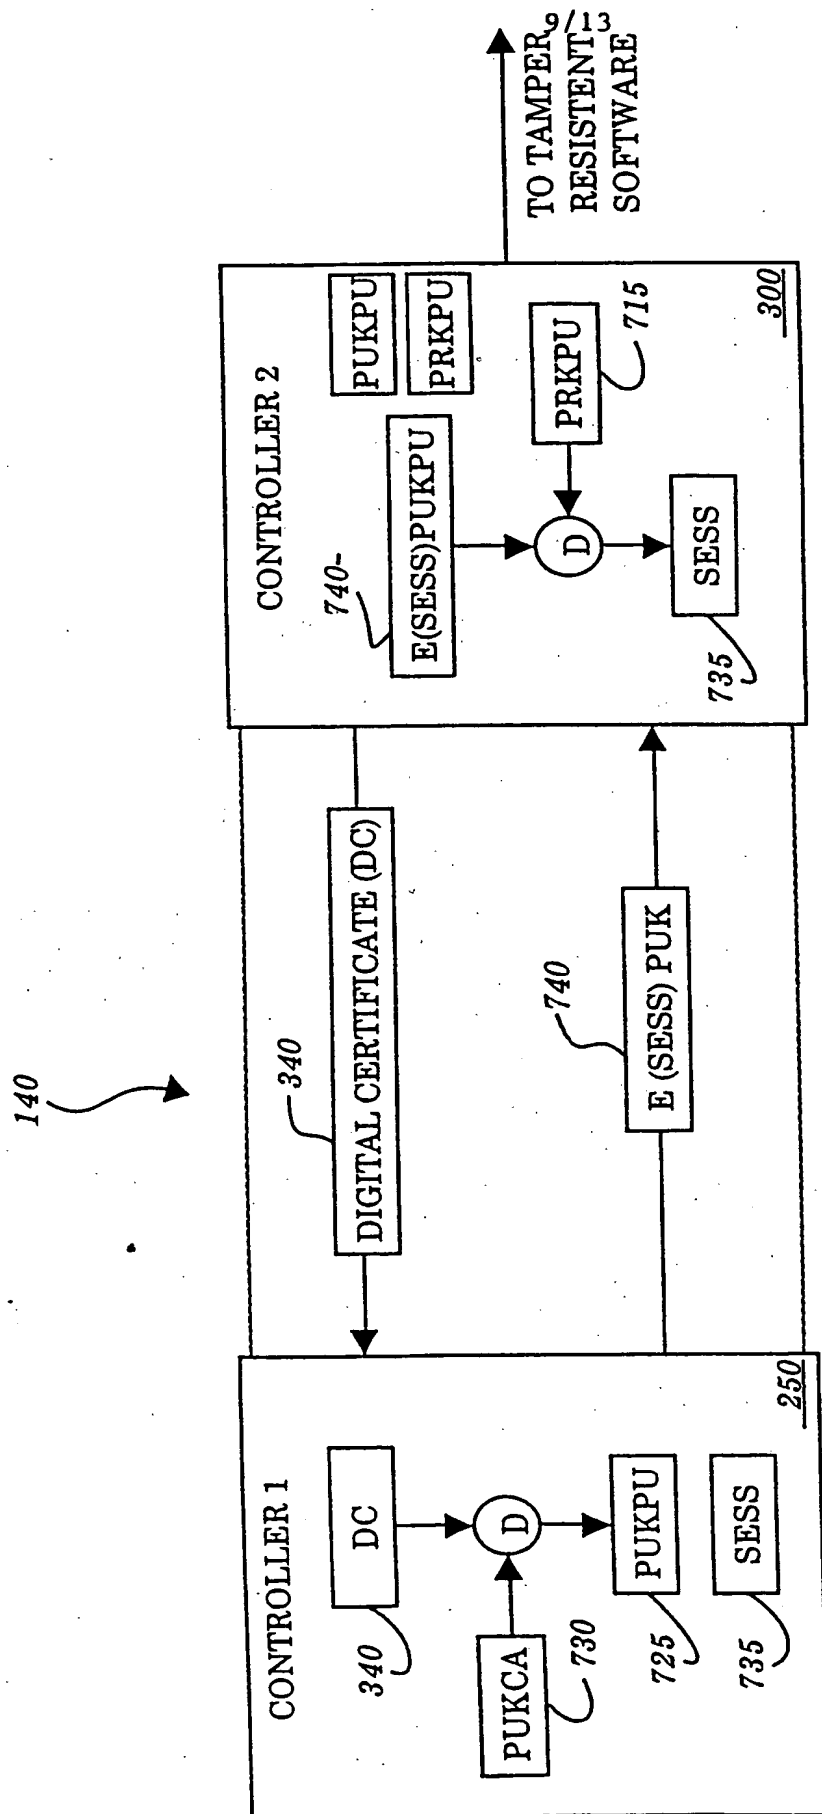 9/13
140
CONTROLLER 1
340
DC
PUKCA
730
D
725
PUKPU
735
SESS
250
340
DIGITAL CERTIFICATE (DC)
740
E (SESS) PUK
CONTROLLER 2
740-
E(SESS)PUKPU
PUKPU
PRKPU
D
PRKPU
715
735
SESS
300
TO TAMPER
RESISTENT
SOFTWARE